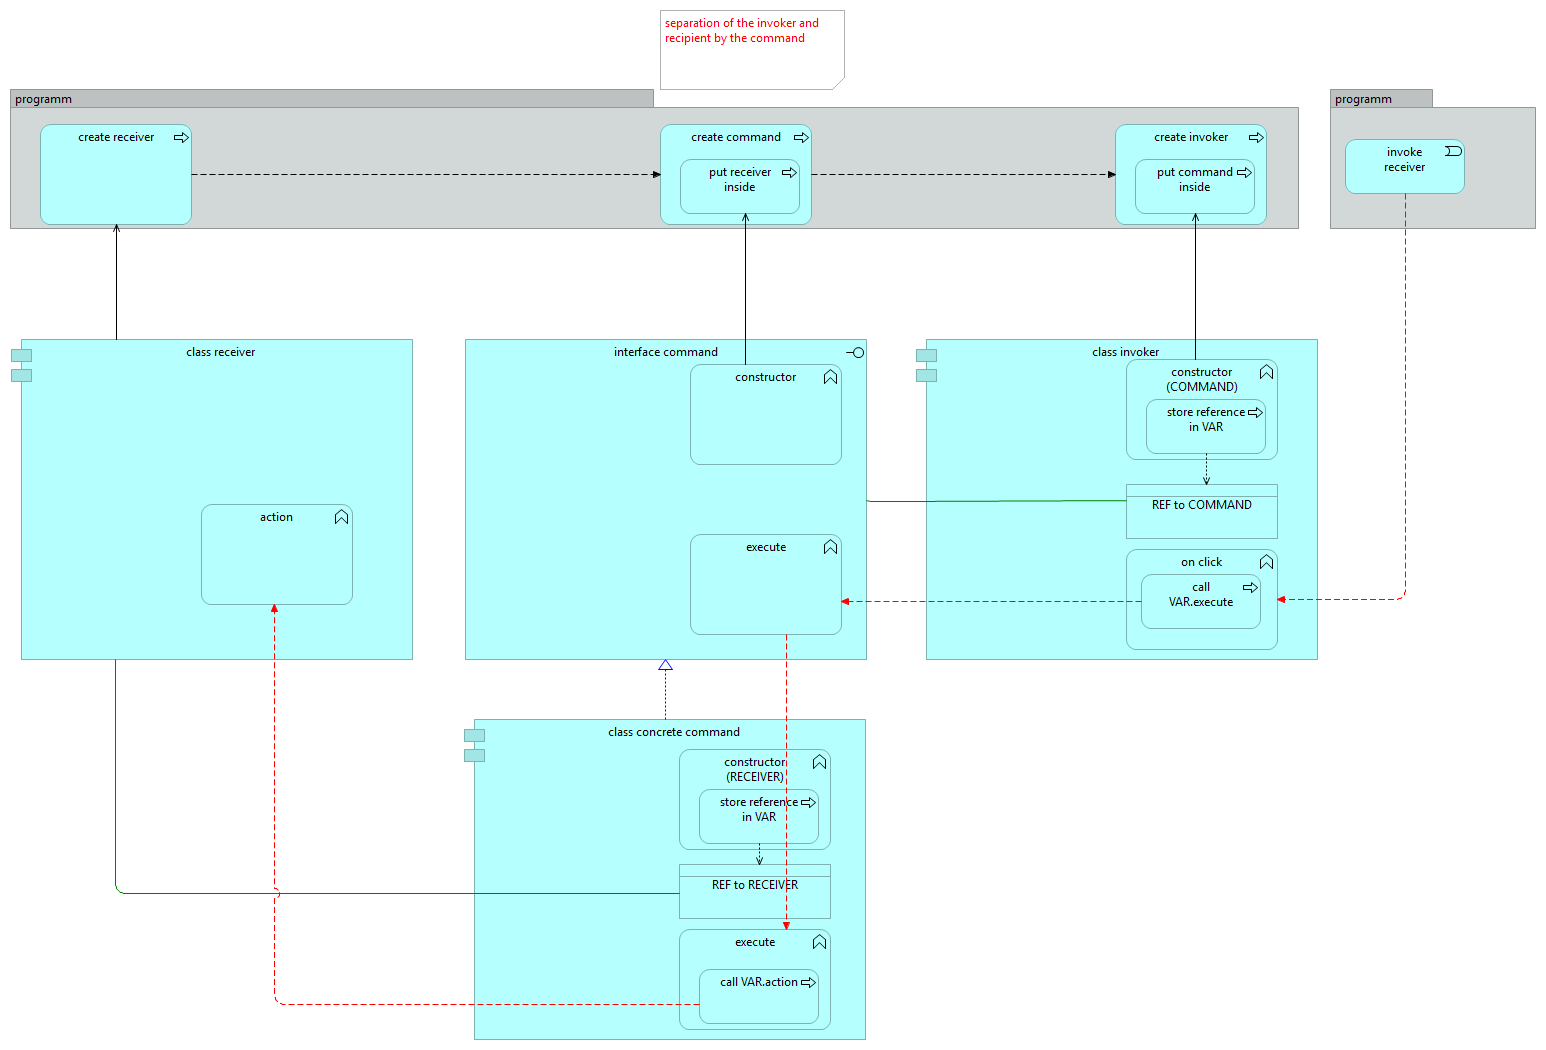 separation of the invoker and
recipient by the command
programm
programm
create receiver
create command
put receiver
inside
create invoker
put command
inside
invoke
receiver
class receiver
action
interface command
constructor
execute
class invoker
constructor
(COMMAND)
store reference
in VAR
REF to COMMAND
on click
call
VAR.execute
class concrete command
constructor
(RECEIVER)
store reference
in VAR
REF to RECEIVER
execute
call VAR.action